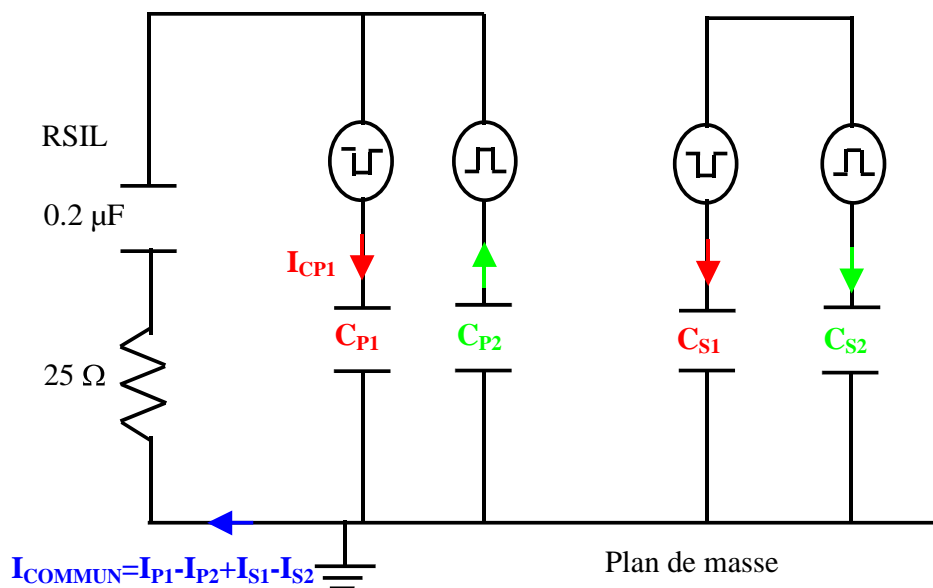 RSIL
0.2 µF
25 Ω
I_CP1
C_P1
C_P2
C_S1
C_S2
I_COMMUN=I_P1-I_P2+I_S1-I_S2
Plan de masse